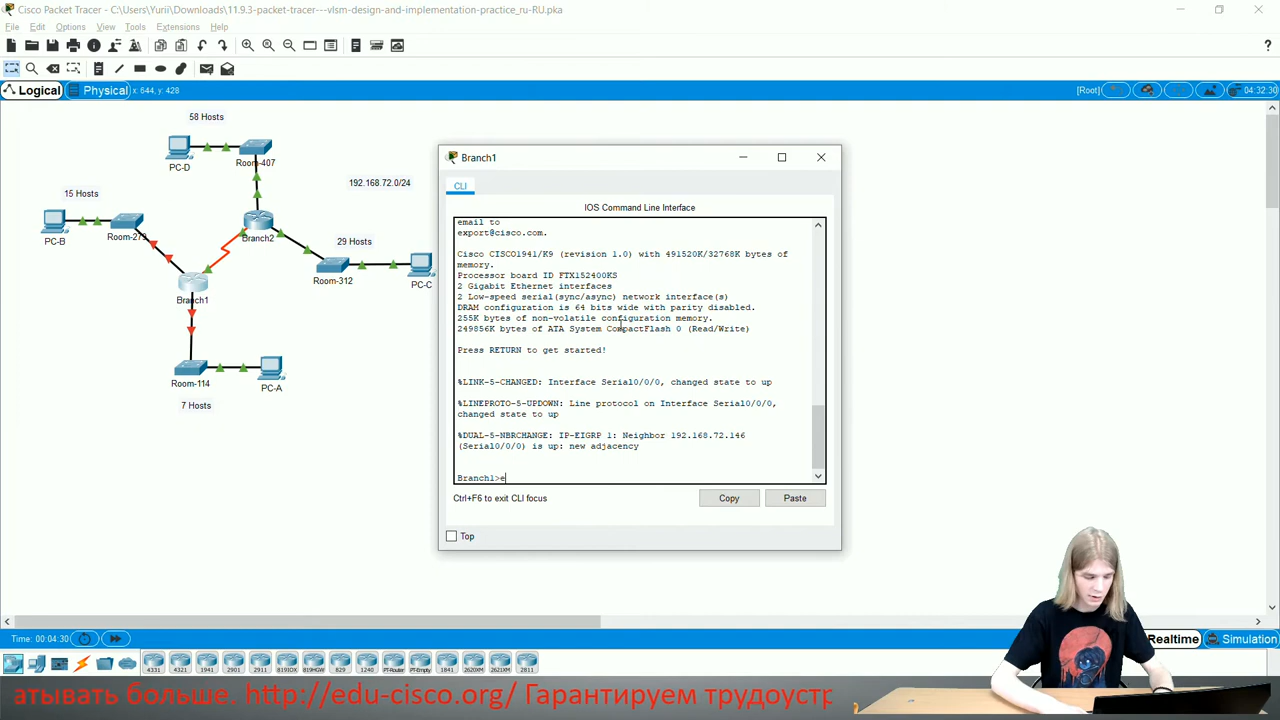 Cisco Packet Tracer - C:\Users\Yurii\Downloads\11.9.3-packet-tracer---vlsm-design-and-implementation-practice_ru-RU.pka
File Edit Options View Tools Extensions Help
?
Logical Physical x: 644, y: 428
[Root] 04:32:30
58 Hosts
PC-D
Room-407
192.168.72.0/24
15 Hosts
PC-B
Room-279
Branch2
29 Hosts
Room-312
PC-C
Branch1
Room-114
PC-A
7 Hosts
Branch1
CLI
IOS Command Line Interface
email to
export@cisco.com.
Cisco CISCO1941/K9 (revision 1.0) with 491520K/32768K bytes of
memory.
Processor board ID FTX152400KS
2 Gigabit Ethernet interfaces
2 Low-speed serial(sync/async) network interface(s)
DRAM configuration is 64 bits wide with parity disabled.
255K bytes of non-volatile configuration memory.
249856K bytes of ATA System CompactFlash 0 (Read/Write)
Press RETURN to get started!
%LINK-5-CHANGED: Interface Serial0/0/0, changed state to up
%LINEPROTO-5-UPDOWN: Line protocol on Interface Serial0/0/0,
changed state to up
%DUAL-5-NBRCHANGE: IP-EIGRP 1: Neighbor 192.168.72.146
(Serial0/0/0) is up: new adjacency
Branch1>e
Ctrl+F6 to exit CLI focus
Copy Paste
Top
Time: 00:04:30
Realtime Simulation
4331 4321 1941 2901 2911 819IOX 819HGW 829 1240 PT-Router PT-Empty 1841 2620XM 2621XM 2811
атывать больше. http://edu-cisco.org/ Гарантируем трудоустр